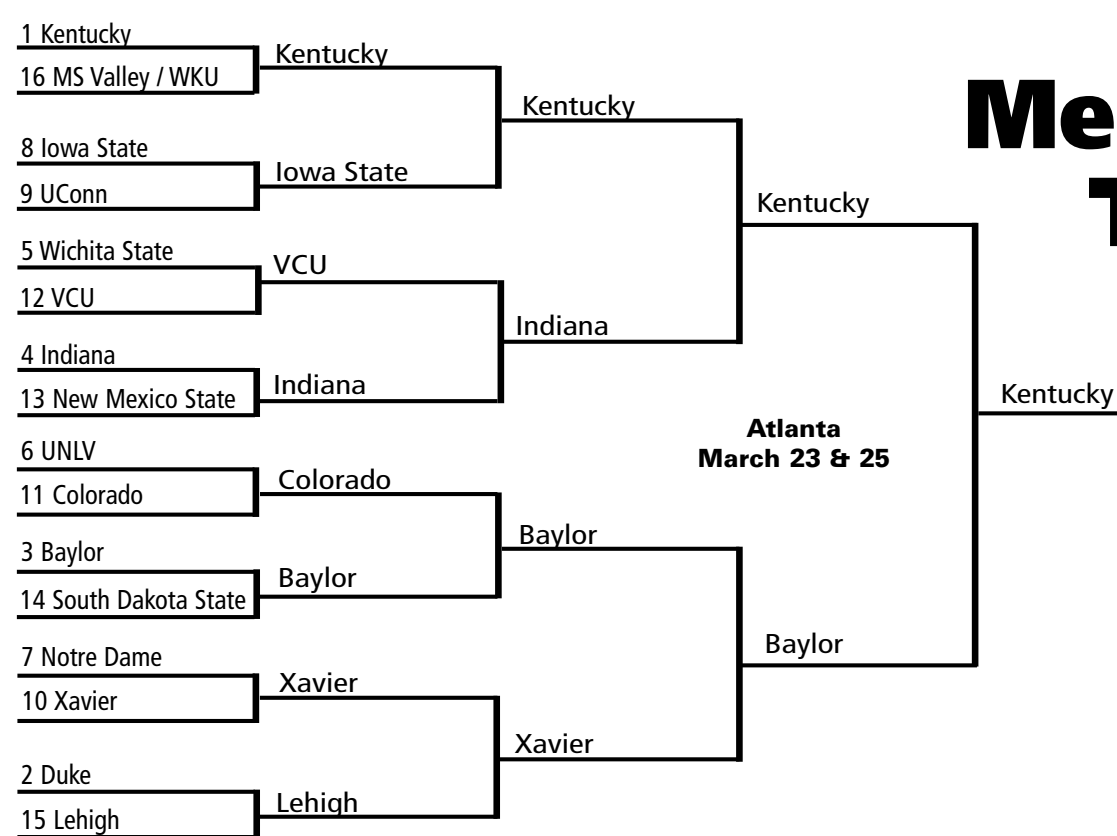 1 Kentucky
16 MS Valley / WKU
8 Iowa State
9 UConn
5 Wichita State
12 VCU
4 Indiana
13 New Mexico State
6 UNLV
11 Colorado
3 Baylor
14 South Dakota State
7 Notre Dame
10 Xavier
2 Duke
15 Lehigh
Kentucky
Iowa State
VCU
Indiana
Colorado
Baylor
Xavier
Lehigh
Kentucky
Indiana
Baylor
Xavier
Kentucky
Baylor
Atlanta
March 23 & 25
Kentucky
Me